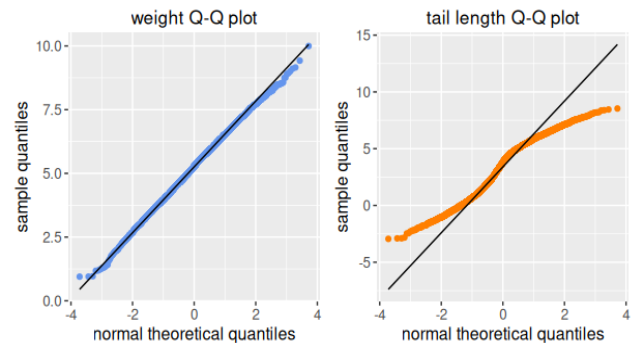 weight Q-Q plot
10.0
7.5
5.0
2.5
0.0
sample quantiles
-4 -2 0 2 4
normal theoretical quantiles
tail length Q-Q plot
15
10
5
0
-5
sample quantiles
-4 -2 0 2 4
normal theoretical quantiles